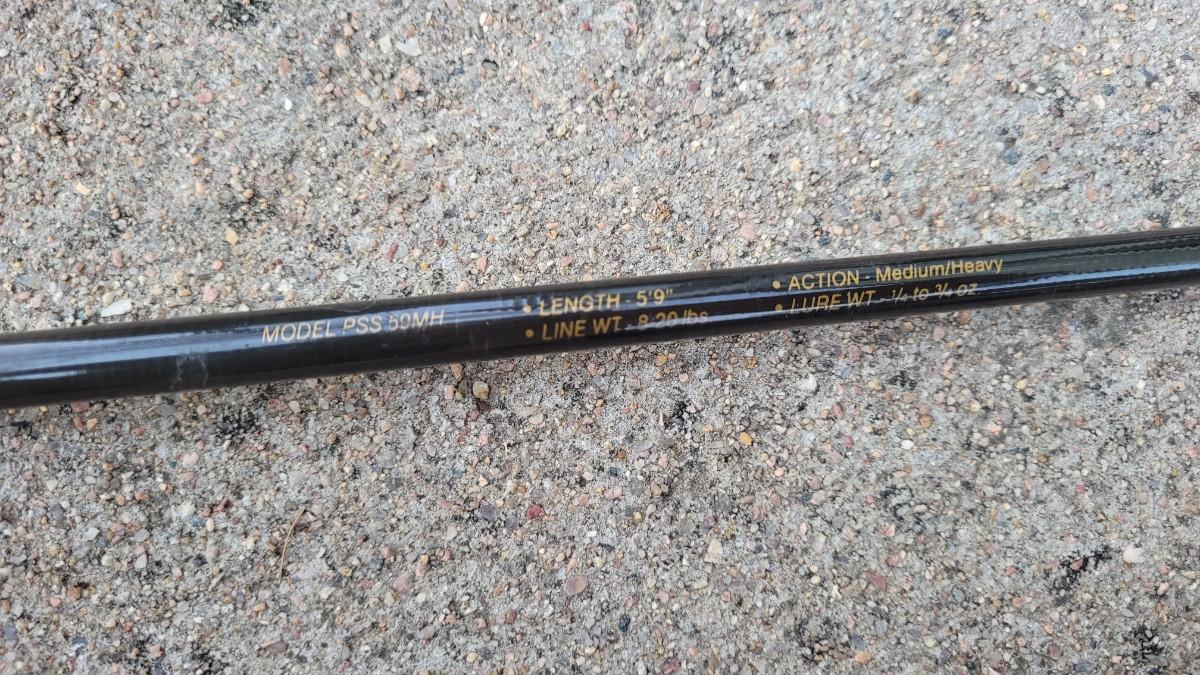 MODEL PSS 59MH
• LENGTH - 5'9"
• LINE WT - 8-20 lbs
• ACTION - Medium/Heavy
• LURE WT - ¼ to ¾ oz.